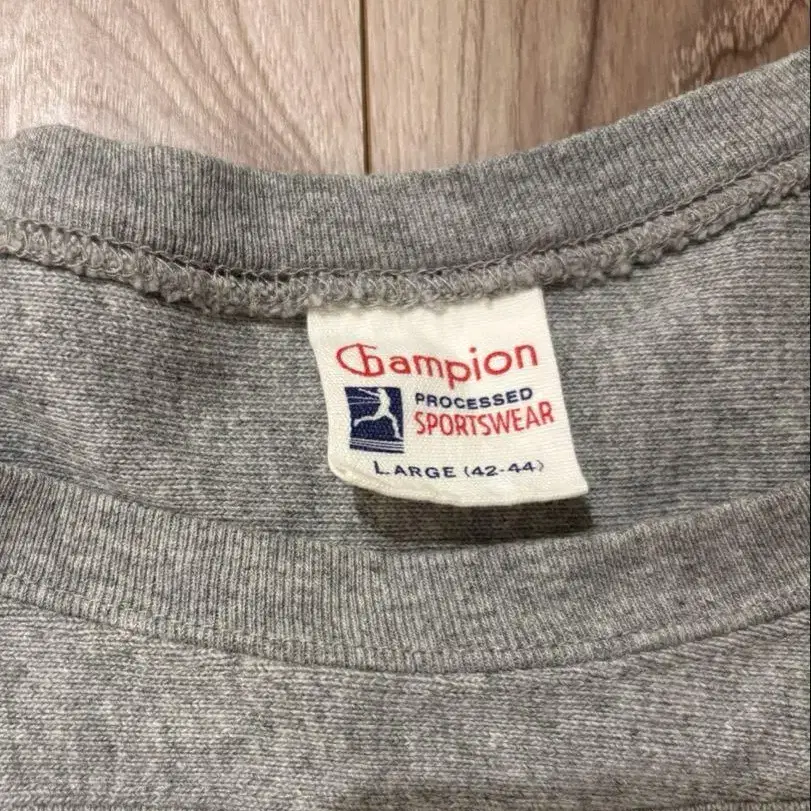 Champion
PROCESSED
SPORTSWEAR
LARGE (42-44)